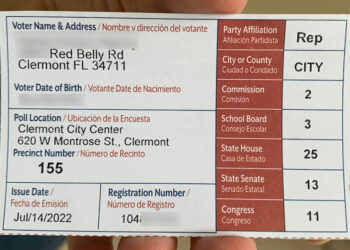 Voter Name & Address / Nombre y dirección del votante
Red Belly Rd
Clermont FL 34711
Voter Date of Birth / Votante Data de Nacimiento
Poll Location / Ubicación de la Encuesta
Clermont City Center
620 W Montrose St., Clermont
Precinct Number / Número de Recinto
155
Issue Date /
Fecha de Emisión
Jul/14/2022
Registration Number /
Número de Registro
104
Party Affiliation
Afiliación Partidista
Rep
City or County
Ciudad o Condado
CITY
Commission
Comisión
2
School Board
Consejo Escolar
3
State House
Casa de Estado
25
State Senate
Senado Estatal
13
Congress
Congreso
11